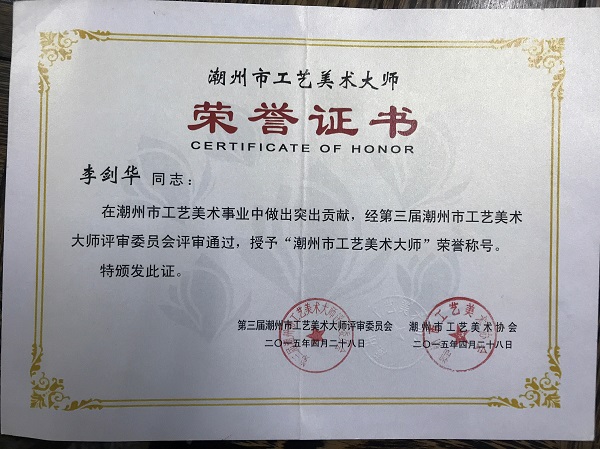 潮州市工艺美术大师
荣誉证书
CERTIFICATE OF HONOR
李剑华 同志：
在潮州市工艺美术事业中做出突出贡献，经第三届潮州市工艺美术
大师评审委员会评审通过，授予“潮州市工艺美术大师”荣誉称号。
特颁发此证。
第三届潮州市工艺美术大师评审委员会 潮州市工艺美术协会
二〇一五年四月二十八日 二〇一五年四月二十八日